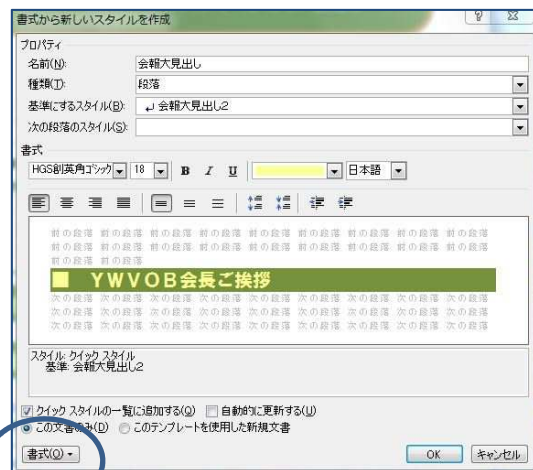 書式から新しいスタイルを作成
プロパティ
名前(N): 会報大見出し
種類(T): 段落
基準にするスタイル(B): ↵ 会報大見出し2
次の段落のスタイル(S):
書式
HGS創英角ゴシック 18 B I U 日本語
前の段落 前の段落 前の段落 前の段落 前の段落 前の段落 前の段落 前の段落
前の段落 前の段落 前の段落 前の段落 前の段落 前の段落 前の段落 前の段落
前の段落 前の段落
■ YWVOB会長ご挨拶
次の段落 次の段落 次の段落 次の段落 次の段落 次の段落 次の段落 次の段落
次の段落 次の段落 次の段落 次の段落 次の段落 次の段落 次の段落 次の段落
次の段落 次の段落 次の段落 次の段落 次の段落 次の段落 次の段落 次の段落
スタイル: クイック スタイル
基準: 会報大見出し2
クイック スタイルの一覧に追加する(Q) 自動的に更新する(U)
この文書のみ(D) このテンプレートを使用した新規文書
書式(O) OK キャンセル